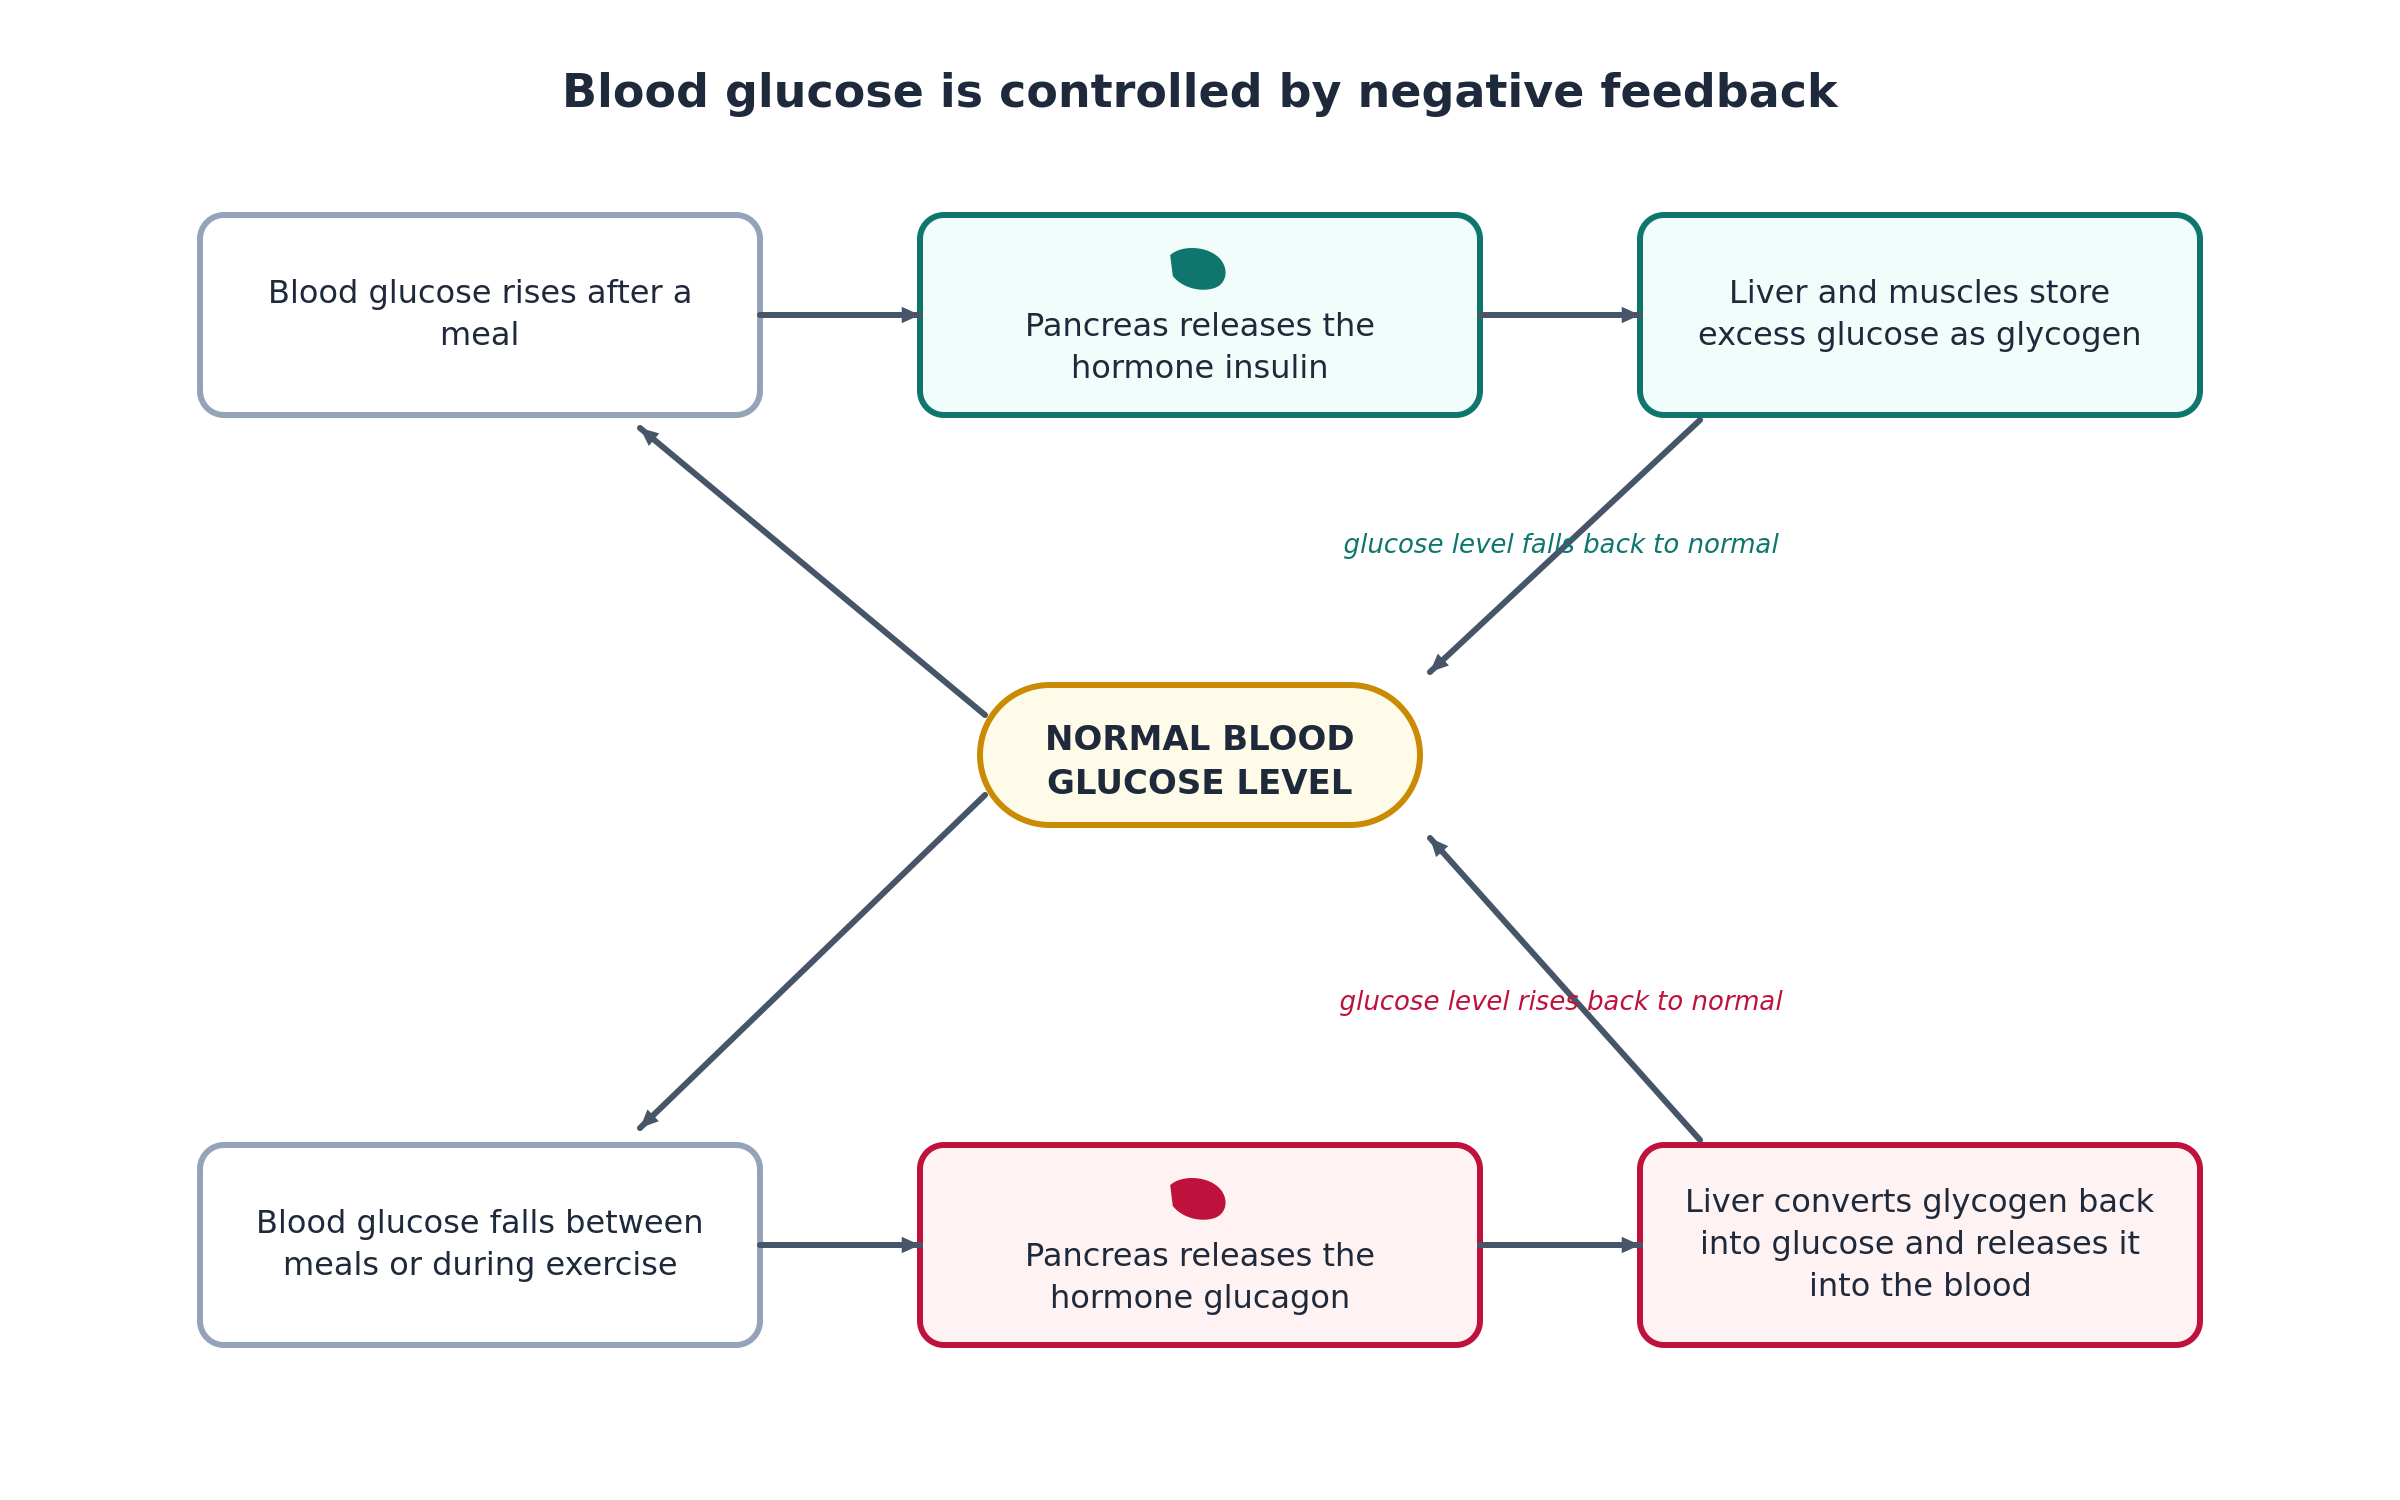 Blood glucose is controlled by negative feedback
Blood glucose rises after a
meal
Pancreas releases the
hormone insulin
Liver and muscles store
excess glucose as glycogen
glucose level falls back to normal
NORMAL BLOOD
GLUCOSE LEVEL
glucose level rises back to normal
Blood glucose falls between
meals or during exercise
Pancreas releases the
hormone glucagon
Liver converts glycogen back
into glucose and releases it
into the blood